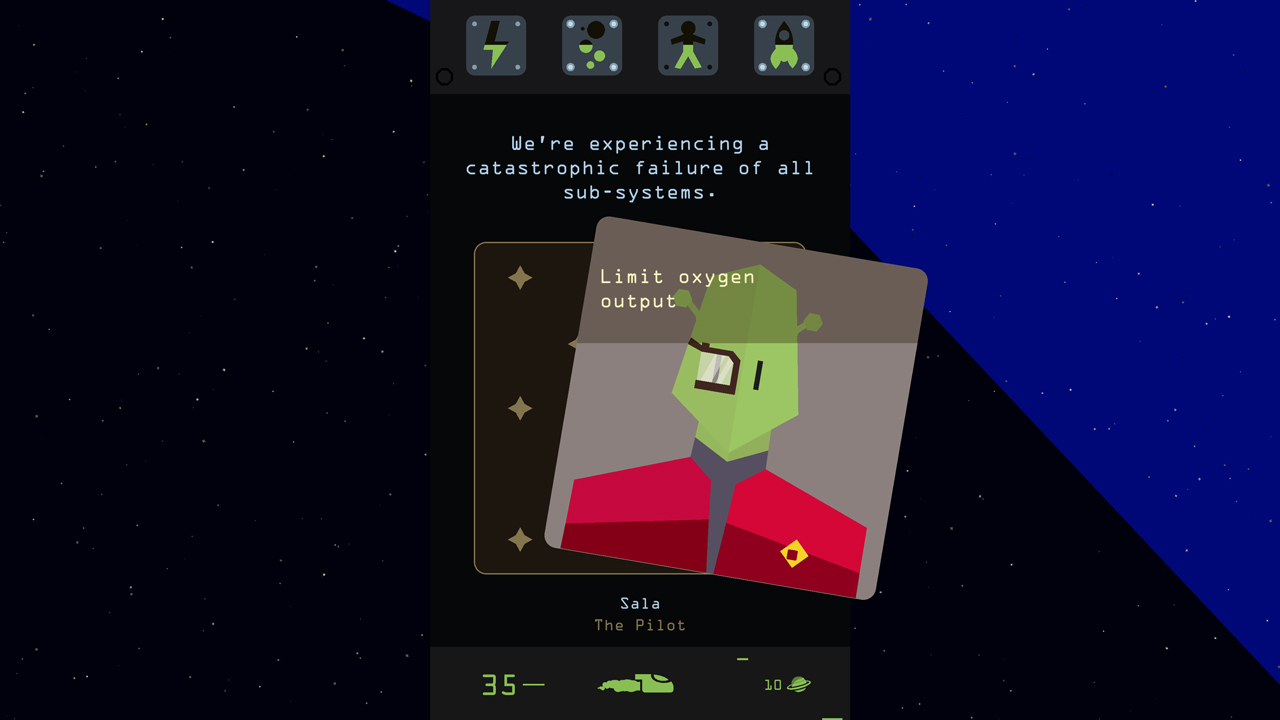 We're experiencing a
catastrophic failure of all
sub-systems.
Limit oxygen
output
Sala
The Pilot
35
10